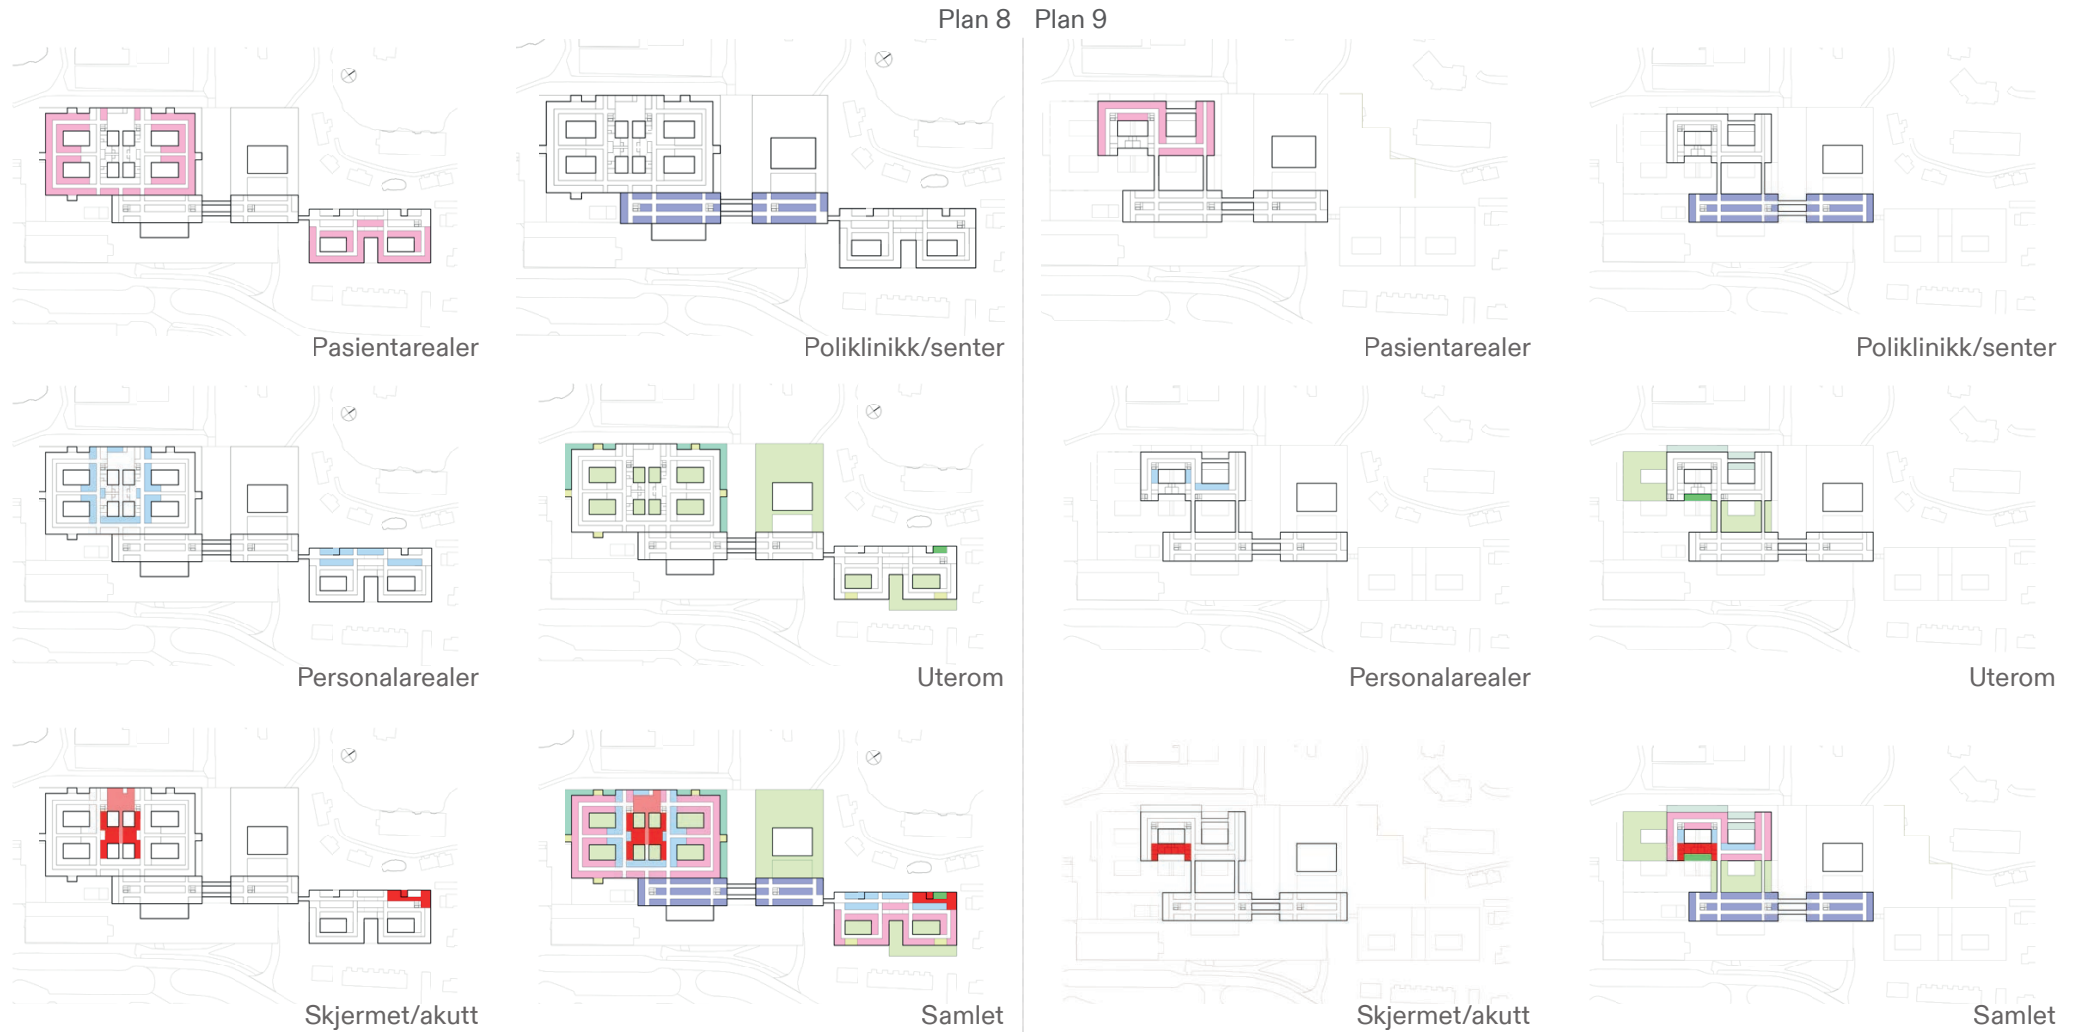 Plan 8 Plan 9
Pasientarealer Poliklinikk/senter Pasientarealer Poliklinikk/senter
Personalarealer Uterom Personalarealer Uterom
Skjermet/akutt Samlet Skjermet/akutt Samlet